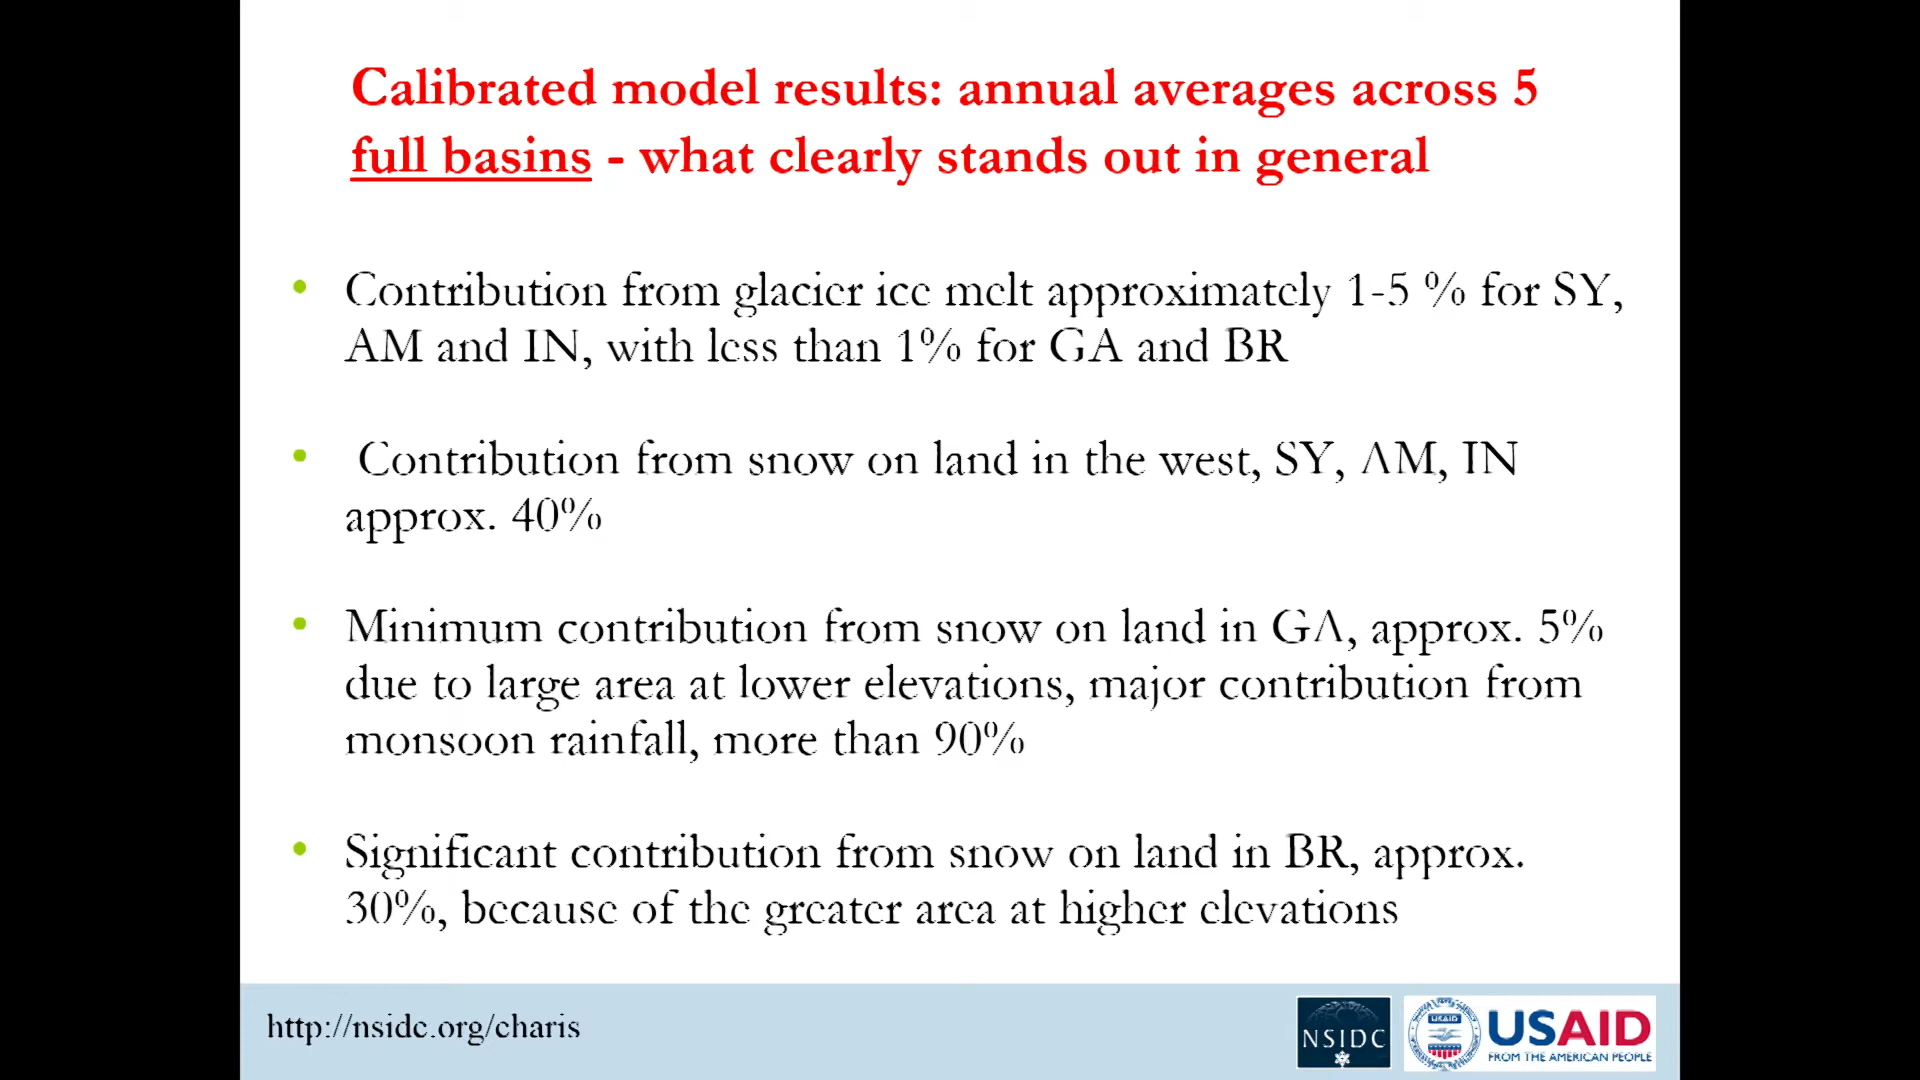 Calibrated model results: annual averages across 5
full basins - what clearly stands out in general
• Contribution from glacier ice melt approximately 1-5 % for SY,
AM and IN, with less than 1% for GA and BR
• Contribution from snow on land in the west, SY, AM, IN
approx. 40%
• Minimum contribution from snow on land in GA, approx. 5%
due to large area at lower elevations, major contribution from
monsoon rainfall, more than 90%
• Significant contribution from snow on land in BR, approx.
30%, because of the greater area at higher elevations
http://nsidc.org/charis
NSIDC
USAID
USAID
FROM THE AMERICAN PEOPLE